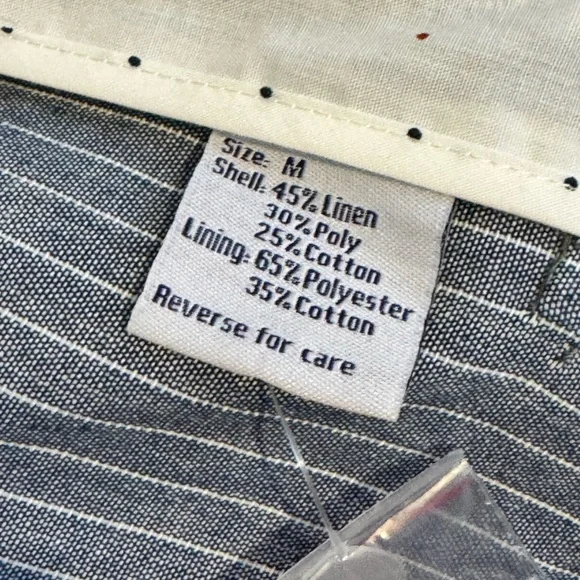 Size: M
Shell: 45% Linen
30% Poly
25% Cotton
Lining: 65% Polyester
35% Cotton
Reverse for care